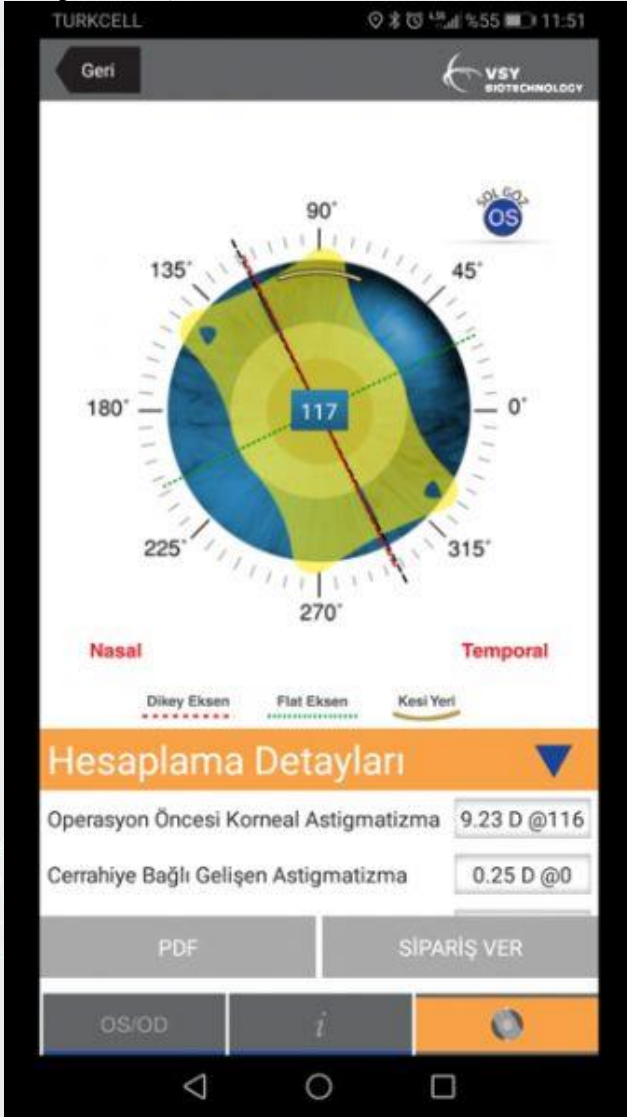 TURKCELL %55 11:51
Geri
VSY
BIOTECHNOLOGY
SOL GÖZ
OS
90°
135° 45°
180° 117 0°
225° 315°
270°
Nasal Temporal
Dikey Eksen Flat Eksen Kesi Yeri
Hesaplama Detayları
Operasyon Öncesi Korneal Astigmatizma 9.23 D @116
Cerrahiye Bağlı Gelişen Astigmatizma 0.25 D @0
PDF SİPARİŞ VER
OS/OD i